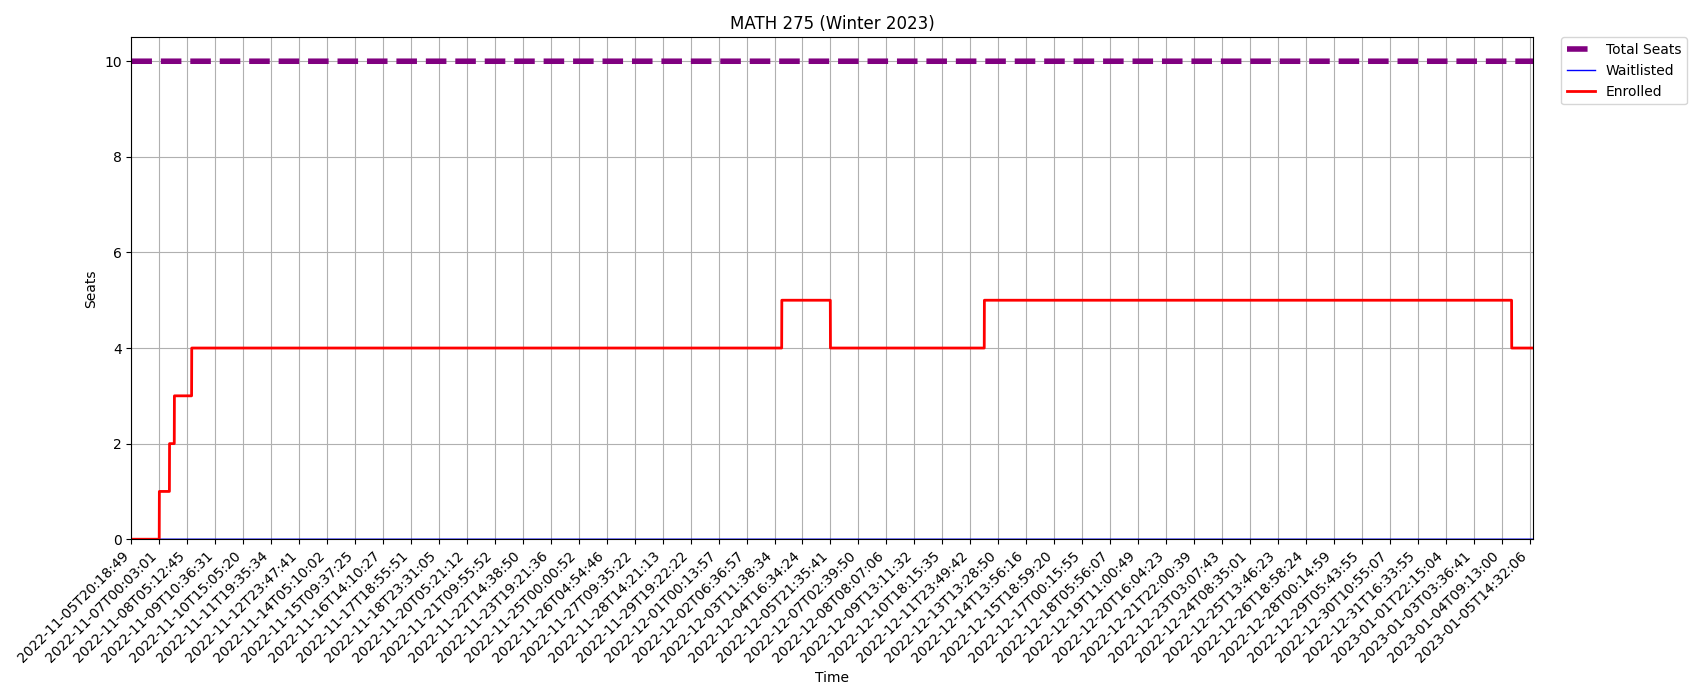 MATH 275 (Winter 2023)
Total Seats
Waitlisted
Enrolled
Seats
10
8
6
4
2
0
2022-11-05T20:18:49
2022-11-07T00:03:01
2022-11-08T05:12:45
2022-11-09T10:36:31
2022-11-10T15:05:20
2022-11-11T19:35:34
2022-11-12T23:47:41
2022-11-14T05:10:02
2022-11-15T09:37:25
2022-11-16T14:10:27
2022-11-17T18:55:51
2022-11-18T23:31:05
2022-11-20T05:21:12
2022-11-21T09:55:52
2022-11-22T14:38:50
2022-11-23T19:21:36
2022-11-25T00:00:52
2022-11-26T04:54:46
2022-11-27T09:35:22
2022-11-28T14:21:13
2022-11-29T19:22:22
2022-12-01T00:13:57
2022-12-02T06:36:57
2022-12-03T11:38:34
2022-12-04T16:34:24
2022-12-05T21:35:41
2022-12-07T02:39:50
2022-12-08T08:07:06
2022-12-09T13:11:32
2022-12-10T18:15:35
2022-12-11T23:49:42
2022-12-13T13:28:50
2022-12-14T13:56:16
2022-12-15T18:59:20
2022-12-17T00:15:55
2022-12-18T05:56:07
2022-12-19T11:00:49
2022-12-20T16:04:23
2022-12-21T22:00:39
2022-12-23T03:07:43
2022-12-24T08:35:01
2022-12-25T13:46:23
2022-12-26T18:58:24
2022-12-28T00:14:59
2022-12-29T05:43:55
2022-12-30T10:55:07
2022-12-31T16:33:55
2023-01-01T22:15:04
2023-01-03T03:36:41
2023-01-04T09:13:00
2023-01-05T14:32:06
Time